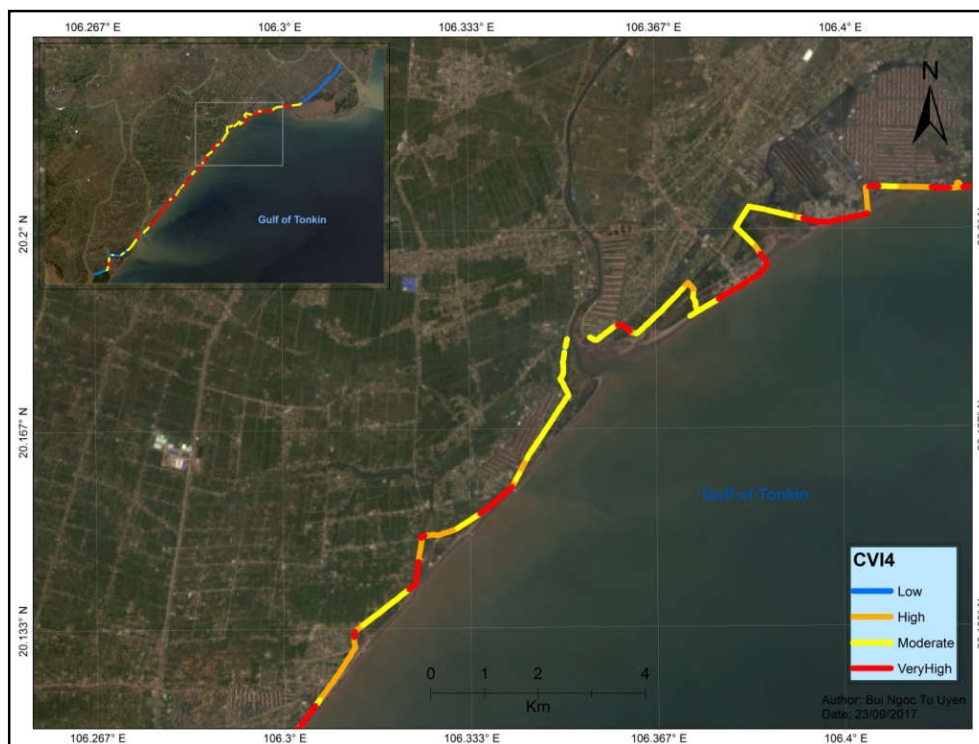 106.267° E 106.3° E 106.333° E 106.367° E 106.4° E
N
Gulf of Tonkin
20.2° N
20.167° N
Gulf of Tonkin
CVI4
Low
High
Moderate
VeryHigh
20.133° N
0 1 2 4
Km
Author: Bui Ngoc Tu Uyen
Date: 23/09/2017
106.267° E 106.3° E 106.333° E 106.367° E 106.4° E